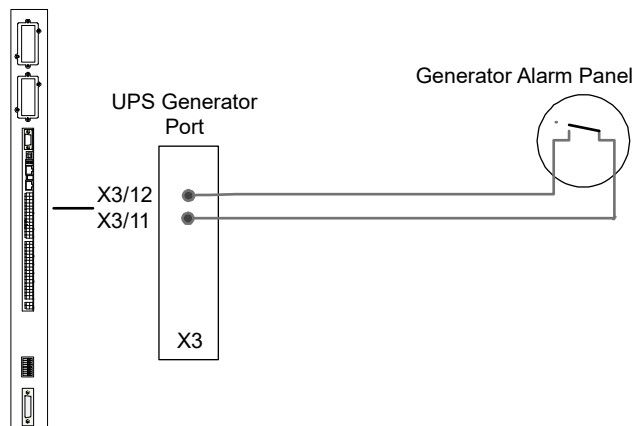 Generator Alarm Panel
UPS Generator
Port
X3/12
X3/11
X3